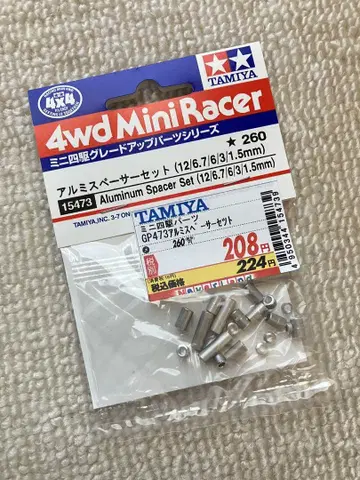 4x4
TAMIYA
4wd Mini Racer
ミニ四駆グレードアップパーツシリーズ
アルミスペーサーセット (12/6.7/6/3/1.5mm)
★ 260
15473 Aluminum Spacer Set (12/6.7/6/3/1.5mm)
TAMIYA, INC. 3-7 ON
TAMIYA
ミニ四駆パーツ
GP473アルミスペーサーセット
260
税別
208円
税込価格
224円
4950344154739